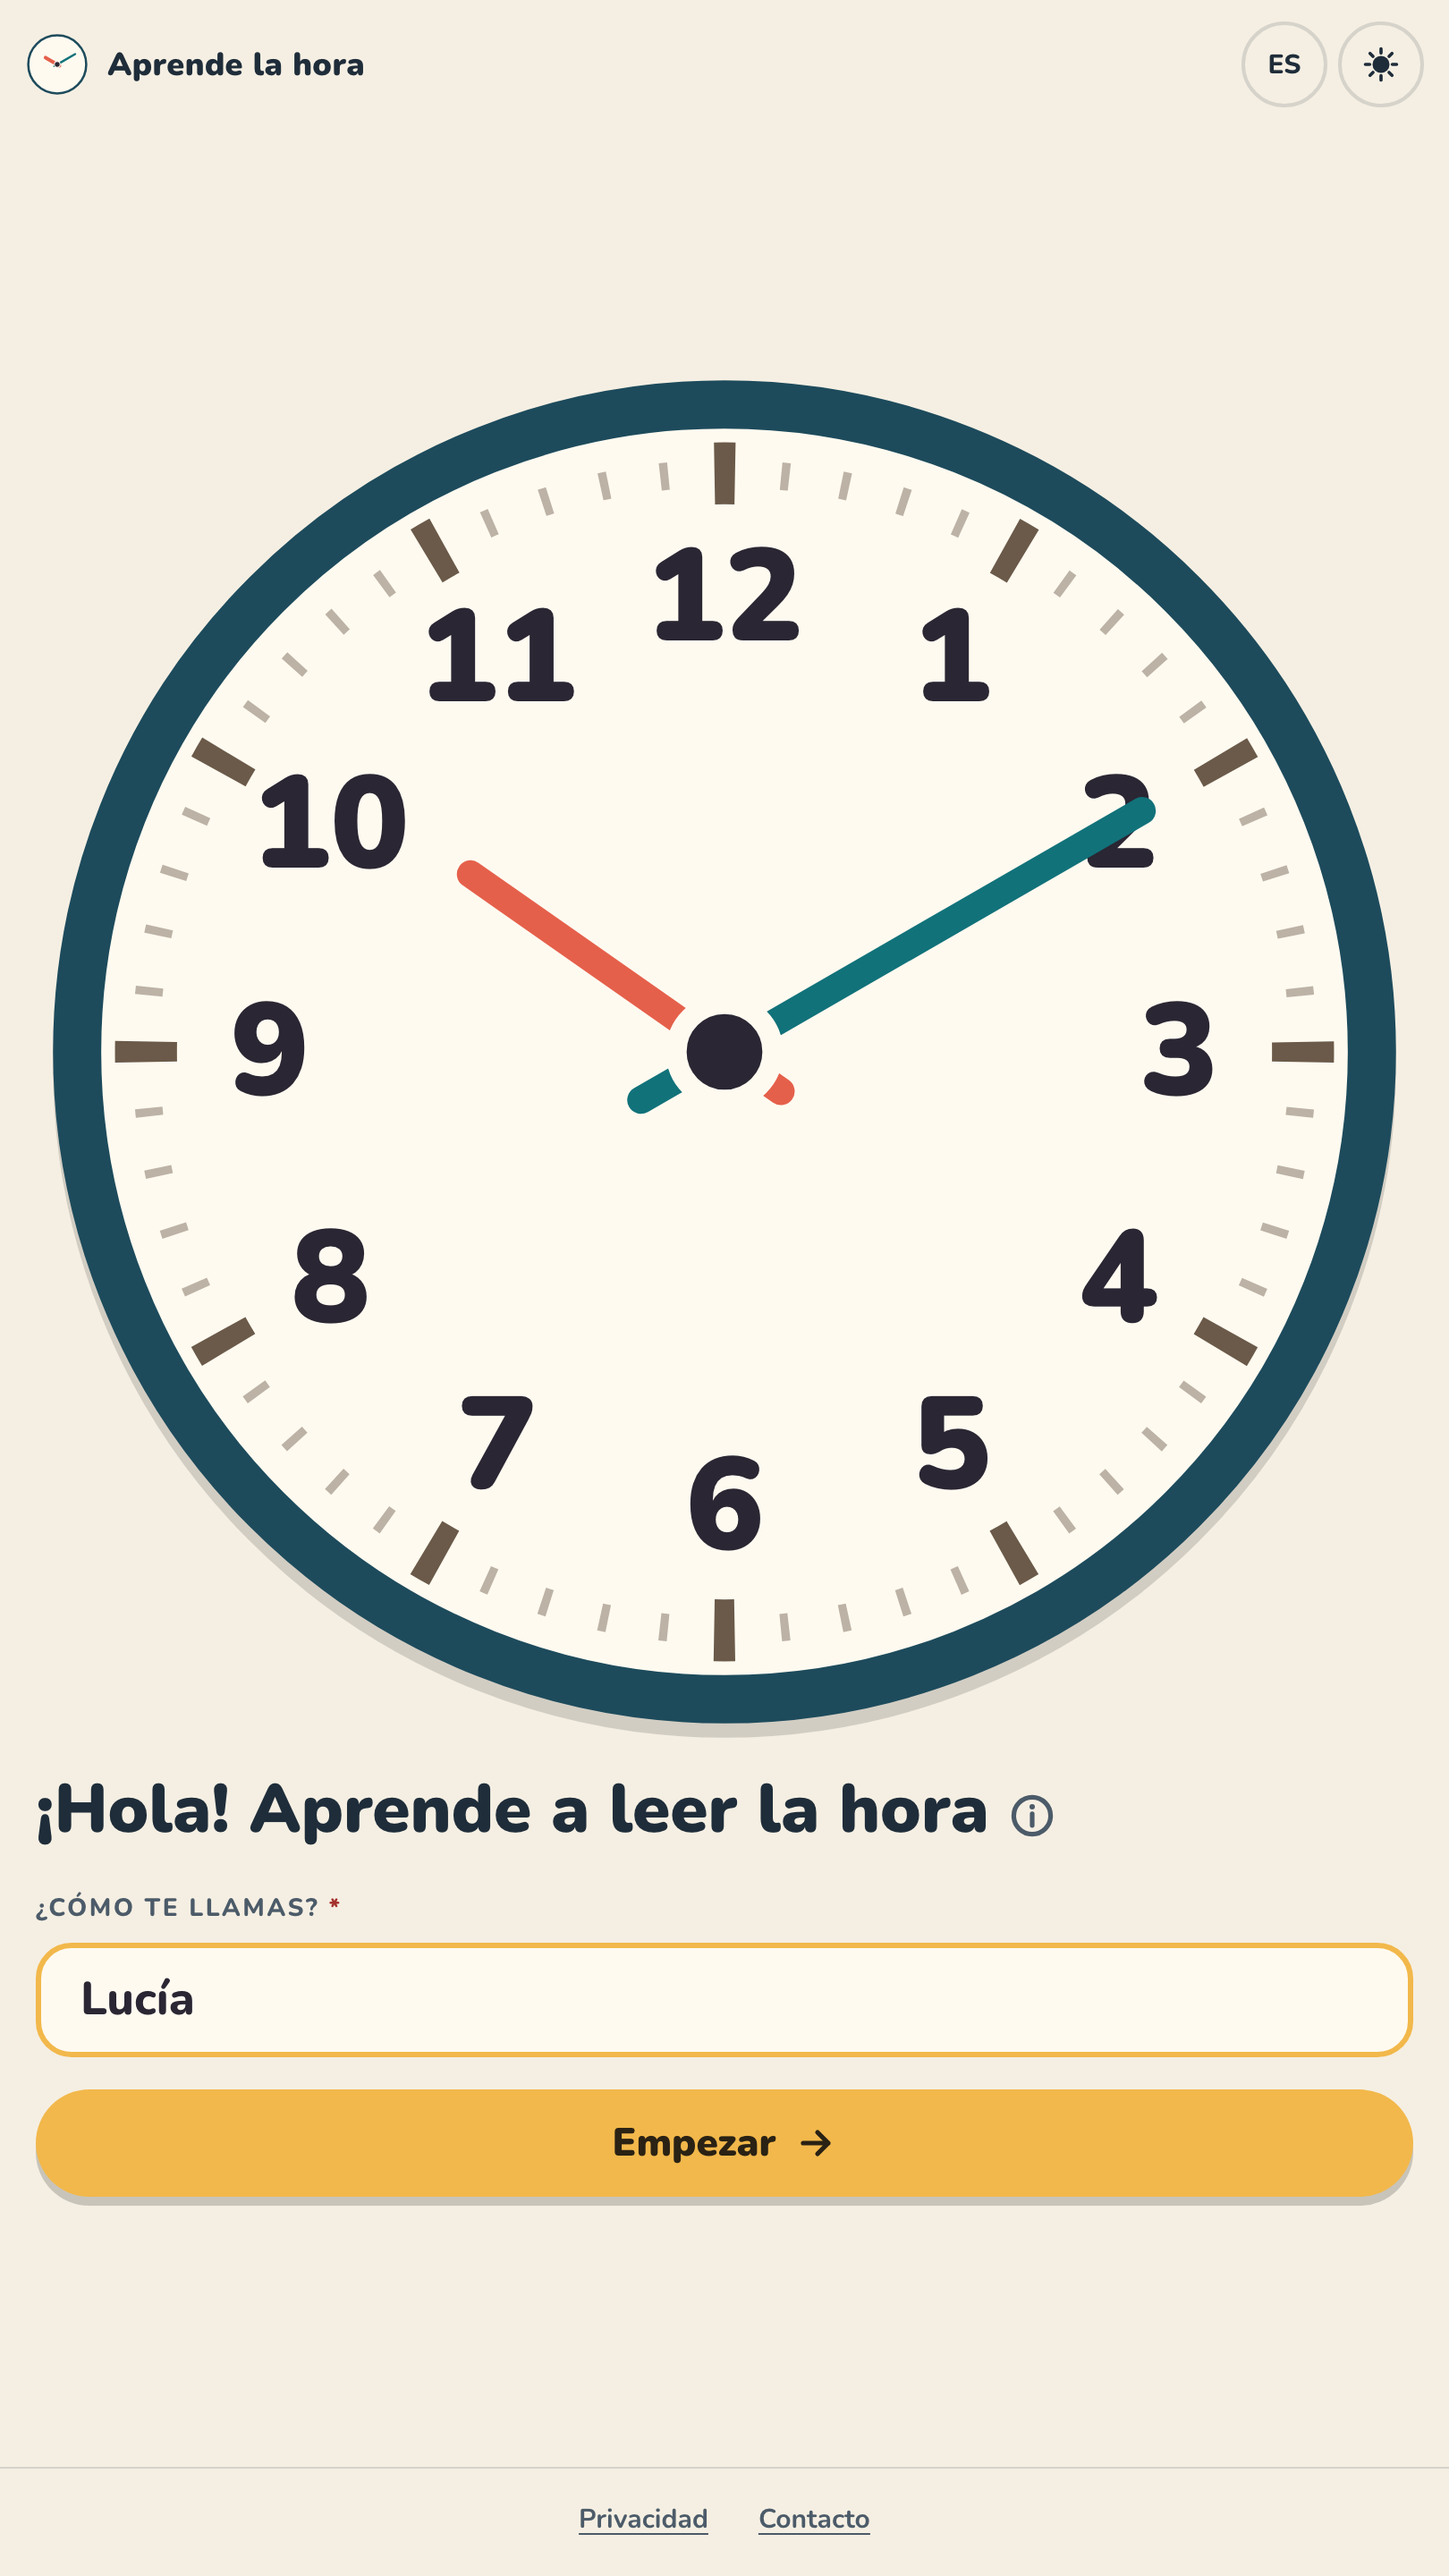 Aprende la hora
ES
12
11
1
10
2
9
3
8
4
7
5
6
¡Hola! Aprende a leer la hora
¿CÓMO TE LLAMAS? *
Lucía
Empezar →
Privacidad Contacto